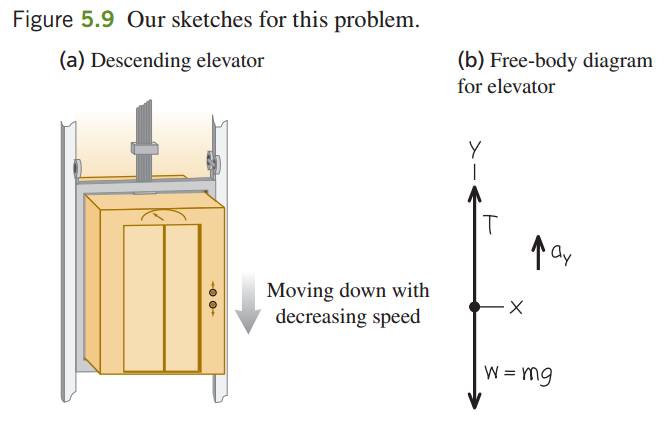 Figure 5.9 Our sketches for this problem.
(a) Descending elevator
Moving down with
decreasing speed
(b) Free-body diagram
for elevator
y
T
ay
x
w = mg